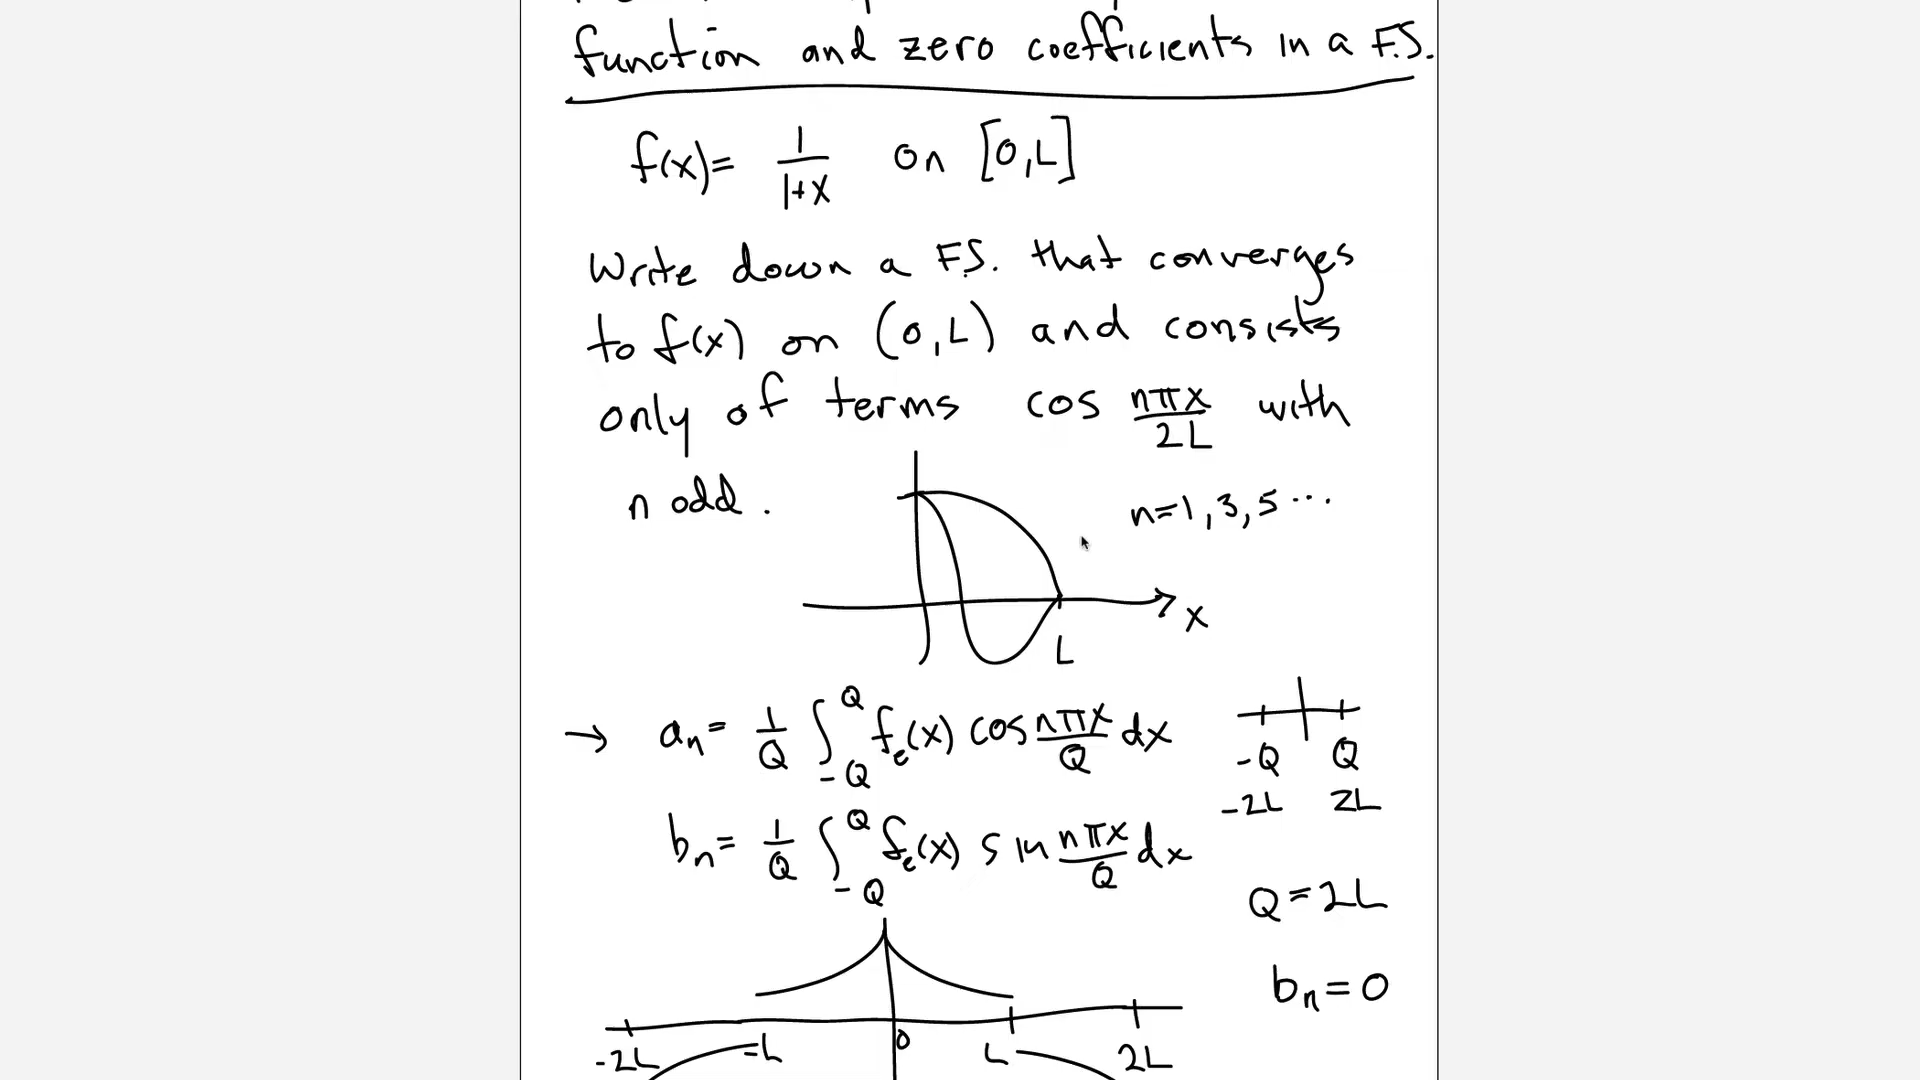 function and zero coefficients in a F.S.
f(x)= 1/(1+x) on [0,L]
Write down a F.S. that converges
to f(x) on (0,L) and consists
only of terms cos nπx/2L with
n odd. n=1,3,5...
x
L
→ aₙ= 1/Q ∫_{-Q}^{Q} fₑ(x) cos nπx/Q dx
-Q Q
-2L 2L
bₙ= 1/Q ∫_{-Q}^{Q} fₑ(x) sin nπx/Q dx
Q=2L
bₙ=0
-2L -L 0 L 2L